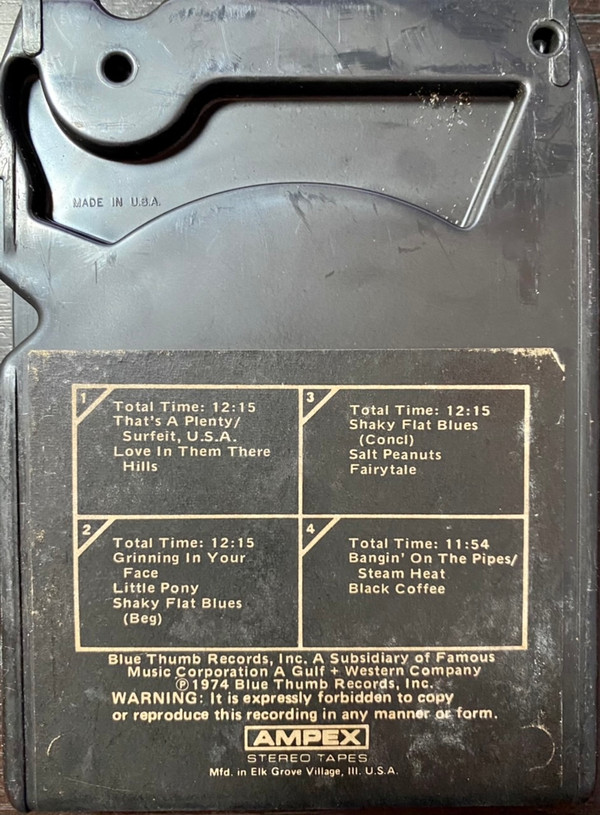 MADE IN U.S.A.
1
Total Time: 12:15
That's A Plenty/
Surfeit, U.S.A.
Love In Them There
Hills
3
Total Time: 12:15
Shaky Flat Blues
(Concl)
Salt Peanuts
Fairytale
2
Total Time: 12:15
Grinning In Your
Face
Little Pony
Shaky Flat Blues
(Beg)
4
Total Time: 11:54
Bangin' On The Pipes/
Steam Heat
Black Coffee
Blue Thumb Records, Inc. A Subsidiary of Famous
Music Corporation A Gulf + Western Company
Ⓟ1974 Blue Thumb Records, Inc.
WARNING: It is expressly forbidden to copy
or reproduce this recording in any manner or form.
AMPEX
STEREO TAPES
Mfd. in Elk Grove Village, Ill. U.S.A.